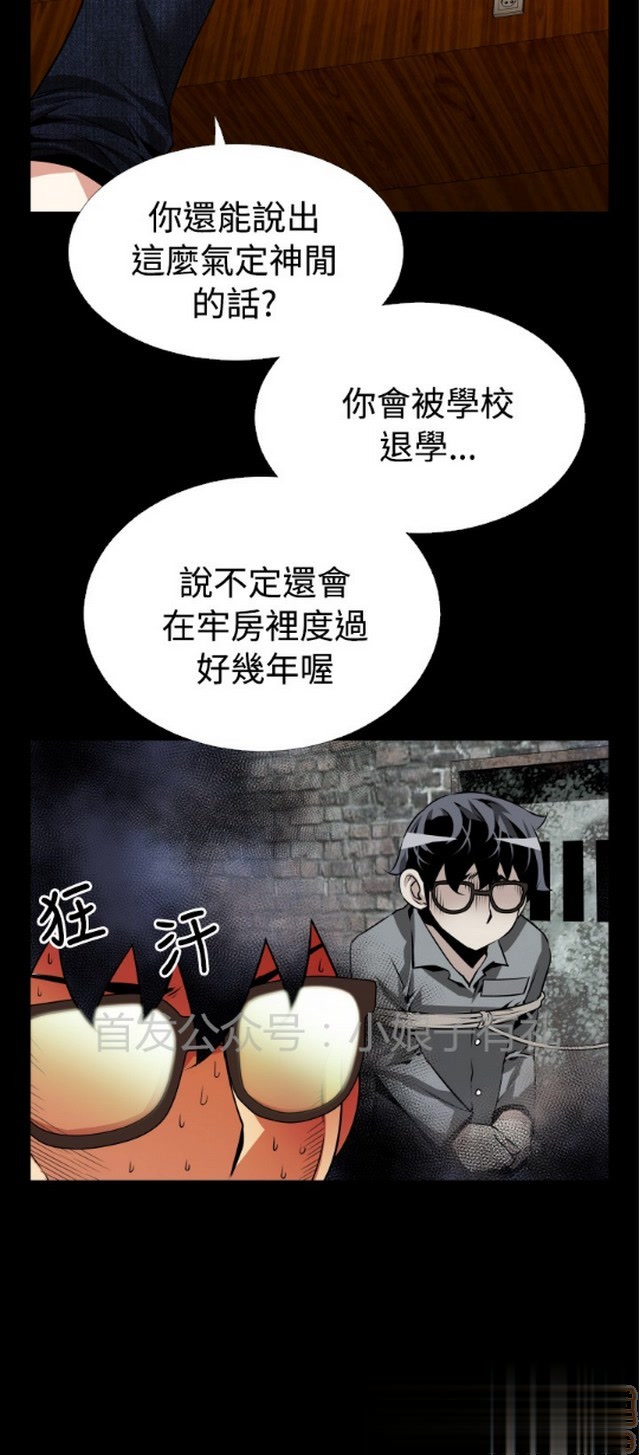 你還能說出
這麼氣定神閒
的話?
你會被學校
退學...
說不定還會
在牢房裡度過
好幾年喔
狂汗
首发公众号：小娘子有礼